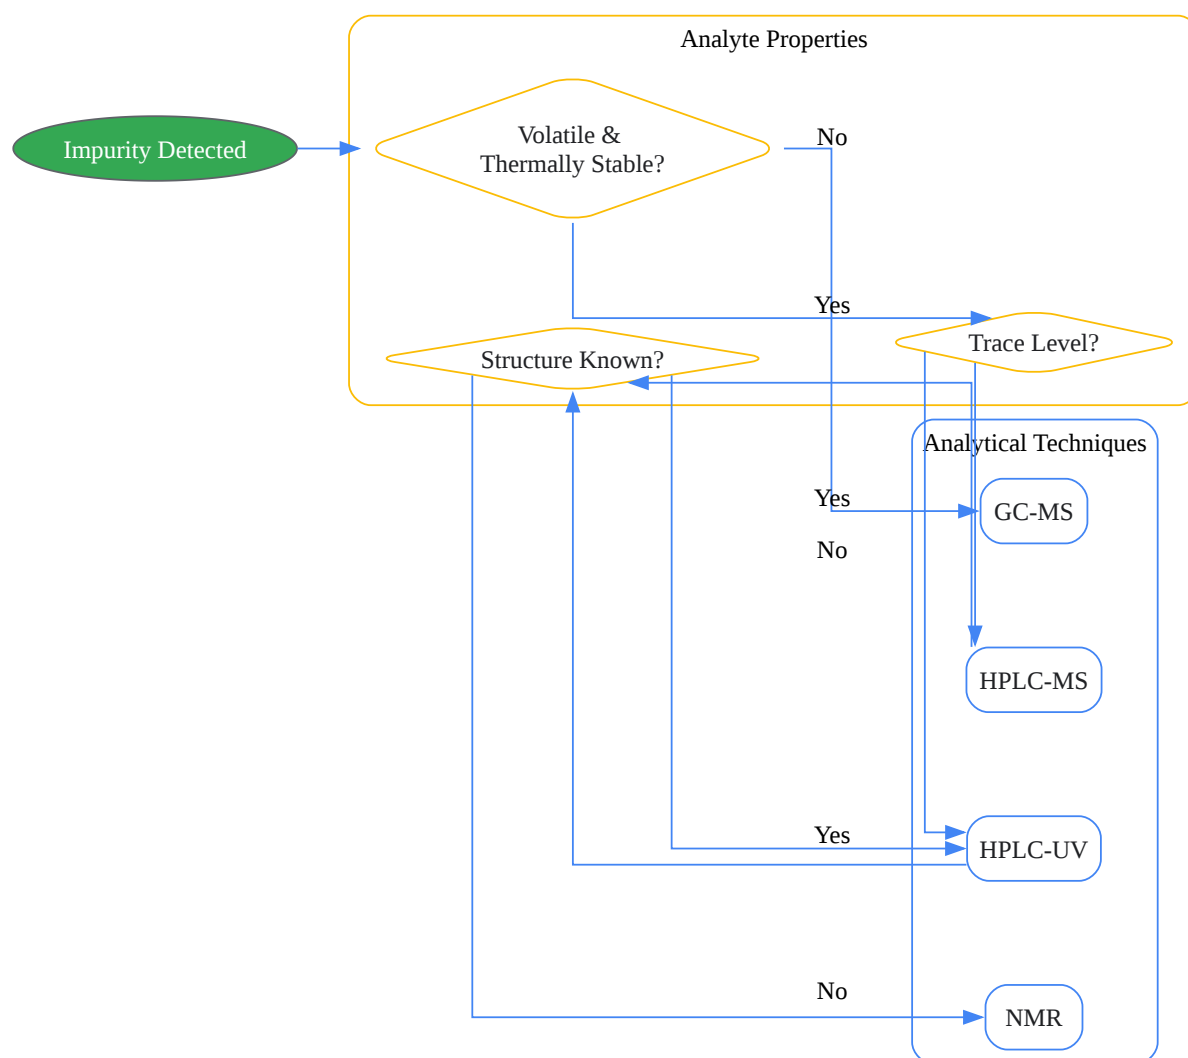 Analyte Properties
Impurity Detected
Volatile &
Thermally Stable?
No
Yes
Structure Known?
Trace Level?
Analytical Techniques
Yes
GC-MS
No
HPLC-MS
Yes
HPLC-UV
No
NMR